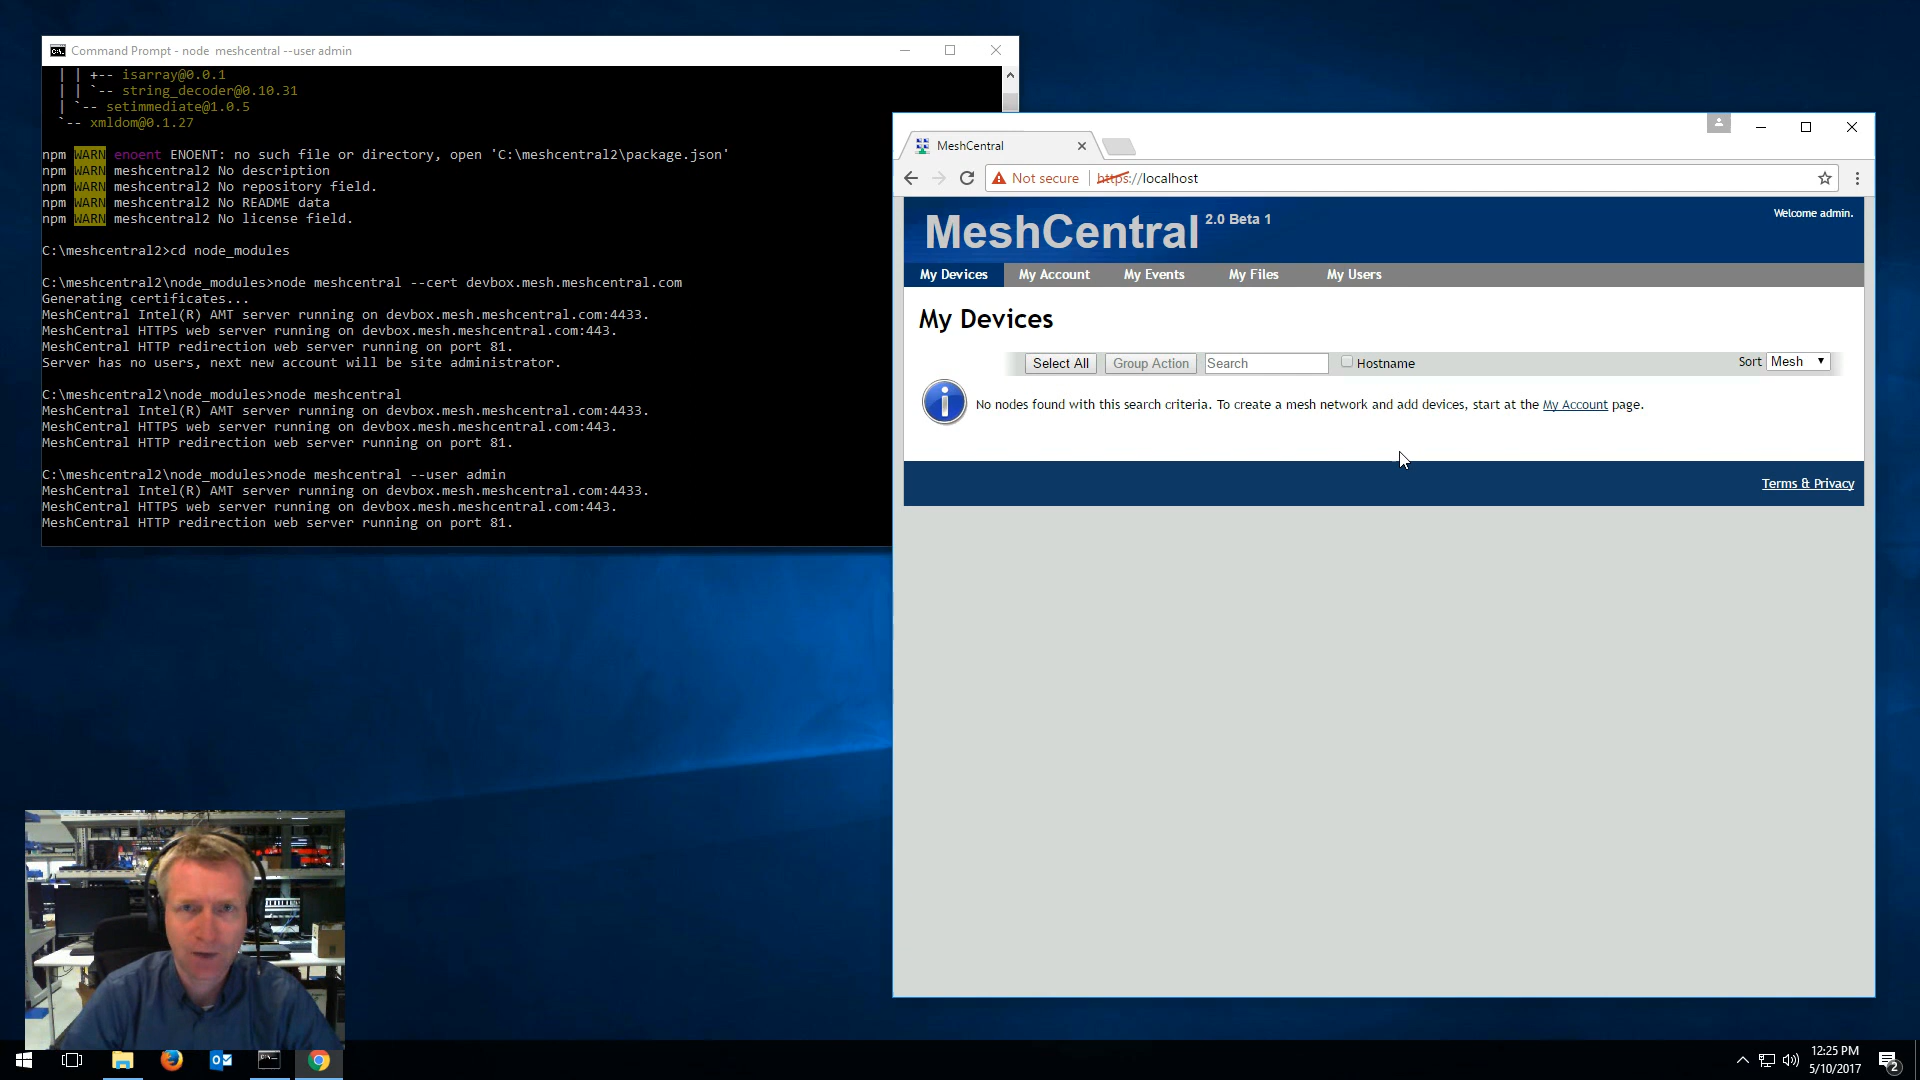 Command Prompt - node  meshcentral --user admin
| | +-- isarray@0.0.1
| | `-- string_decoder@0.10.31
| `-- setimmediate@1.0.5
`-- xmldom@0.1.27
npm WARN enoent ENOENT: no such file or directory, open 'C:\meshcentral2\package.json'
npm WARN meshcentral2 No description
npm WARN meshcentral2 No repository field.
npm WARN meshcentral2 No README data
npm WARN meshcentral2 No license field.
C:\meshcentral2>cd node_modules
C:\meshcentral2\node_modules>node meshcentral --cert devbox.mesh.meshcentral.com
Generating certificates...
MeshCentral Intel(R) AMT server running on devbox.mesh.meshcentral.com:4433.
MeshCentral HTTPS web server running on devbox.mesh.meshcentral.com:443.
MeshCentral HTTP redirection web server running on port 81.
Server has no users, next new account will be site administrator.
C:\meshcentral2\node_modules>node meshcentral
MeshCentral Intel(R) AMT server running on devbox.mesh.meshcentral.com:4433.
MeshCentral HTTPS web server running on devbox.mesh.meshcentral.com:443.
MeshCentral HTTP redirection web server running on port 81.
C:\meshcentral2\node_modules>node meshcentral --user admin
MeshCentral Intel(R) AMT server running on devbox.mesh.meshcentral.com:4433.
MeshCentral HTTPS web server running on devbox.mesh.meshcentral.com:443.
MeshCentral HTTP redirection web server running on port 81.
MeshCentral
Not secure https://localhost
MeshCentral 2.0 Beta 1
Welcome admin.
My Devices My Account My Events My Files My Users
My Devices
Select All Group Action Search Hostname Sort Mesh
No nodes found with this search criteria. To create a mesh network and add devices, start at the My Account page.
Terms & Privacy
12:25 PM
5/10/2017
2